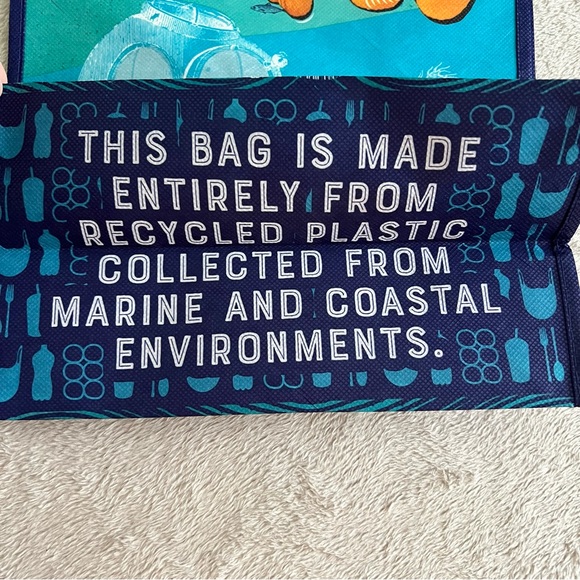 THIS BAG IS MADE
ENTIRELY FROM
RECYCLED PLASTIC
COLLECTED FROM
MARINE AND COASTAL
ENVIRONMENTS.